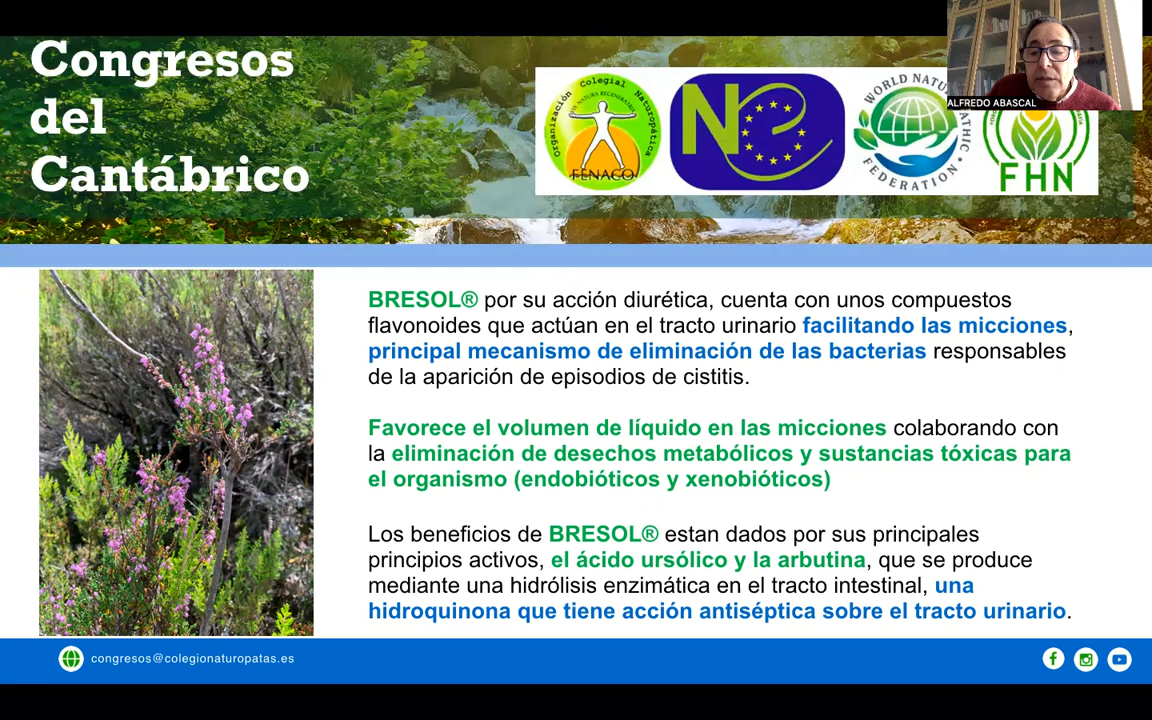 Congresos
del
Cantábrico
Organización Colegial Naturopática
NATURA REGENERATRIX
FENACO
Ne
WORLD NATUR PATHIC
FEDERATION
FHN
ALFREDO ABASCAL
BRESOL® por su acción diurética, cuenta con unos compuestos
flavonoides que actúan en el tracto urinario facilitando las micciones,
principal mecanismo de eliminación de las bacterias responsables
de la aparición de episodios de cistitis.
Favorece el volumen de líquido en las micciones colaborando con
la eliminación de desechos metabólicos y sustancias tóxicas para
el organismo (endobióticos y xenobióticos)
Los beneficios de BRESOL® estan dados por sus principales
principios activos, el ácido ursólico y la arbutina, que se produce
mediante una hidrólisis enzimática en el tracto intestinal, una
hidroquinona que tiene acción antiséptica sobre el tracto urinario.
congresos@colegionaturopatas.es